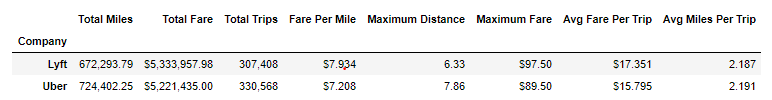 Total Miles Total Fare Total Trips Fare Per Mile Maximum Distance Maximum Fare Avg Fare Per Trip Avg Miles Per Trip
Company
Lyft 672,293.79 $5,333,957.98 307,408 $7.934 6.33 $97.50 $17.351 2.187
Uber 724,402.25 $5,221,435.00 330,568 $7.208 7.86 $89.50 $15.795 2.191